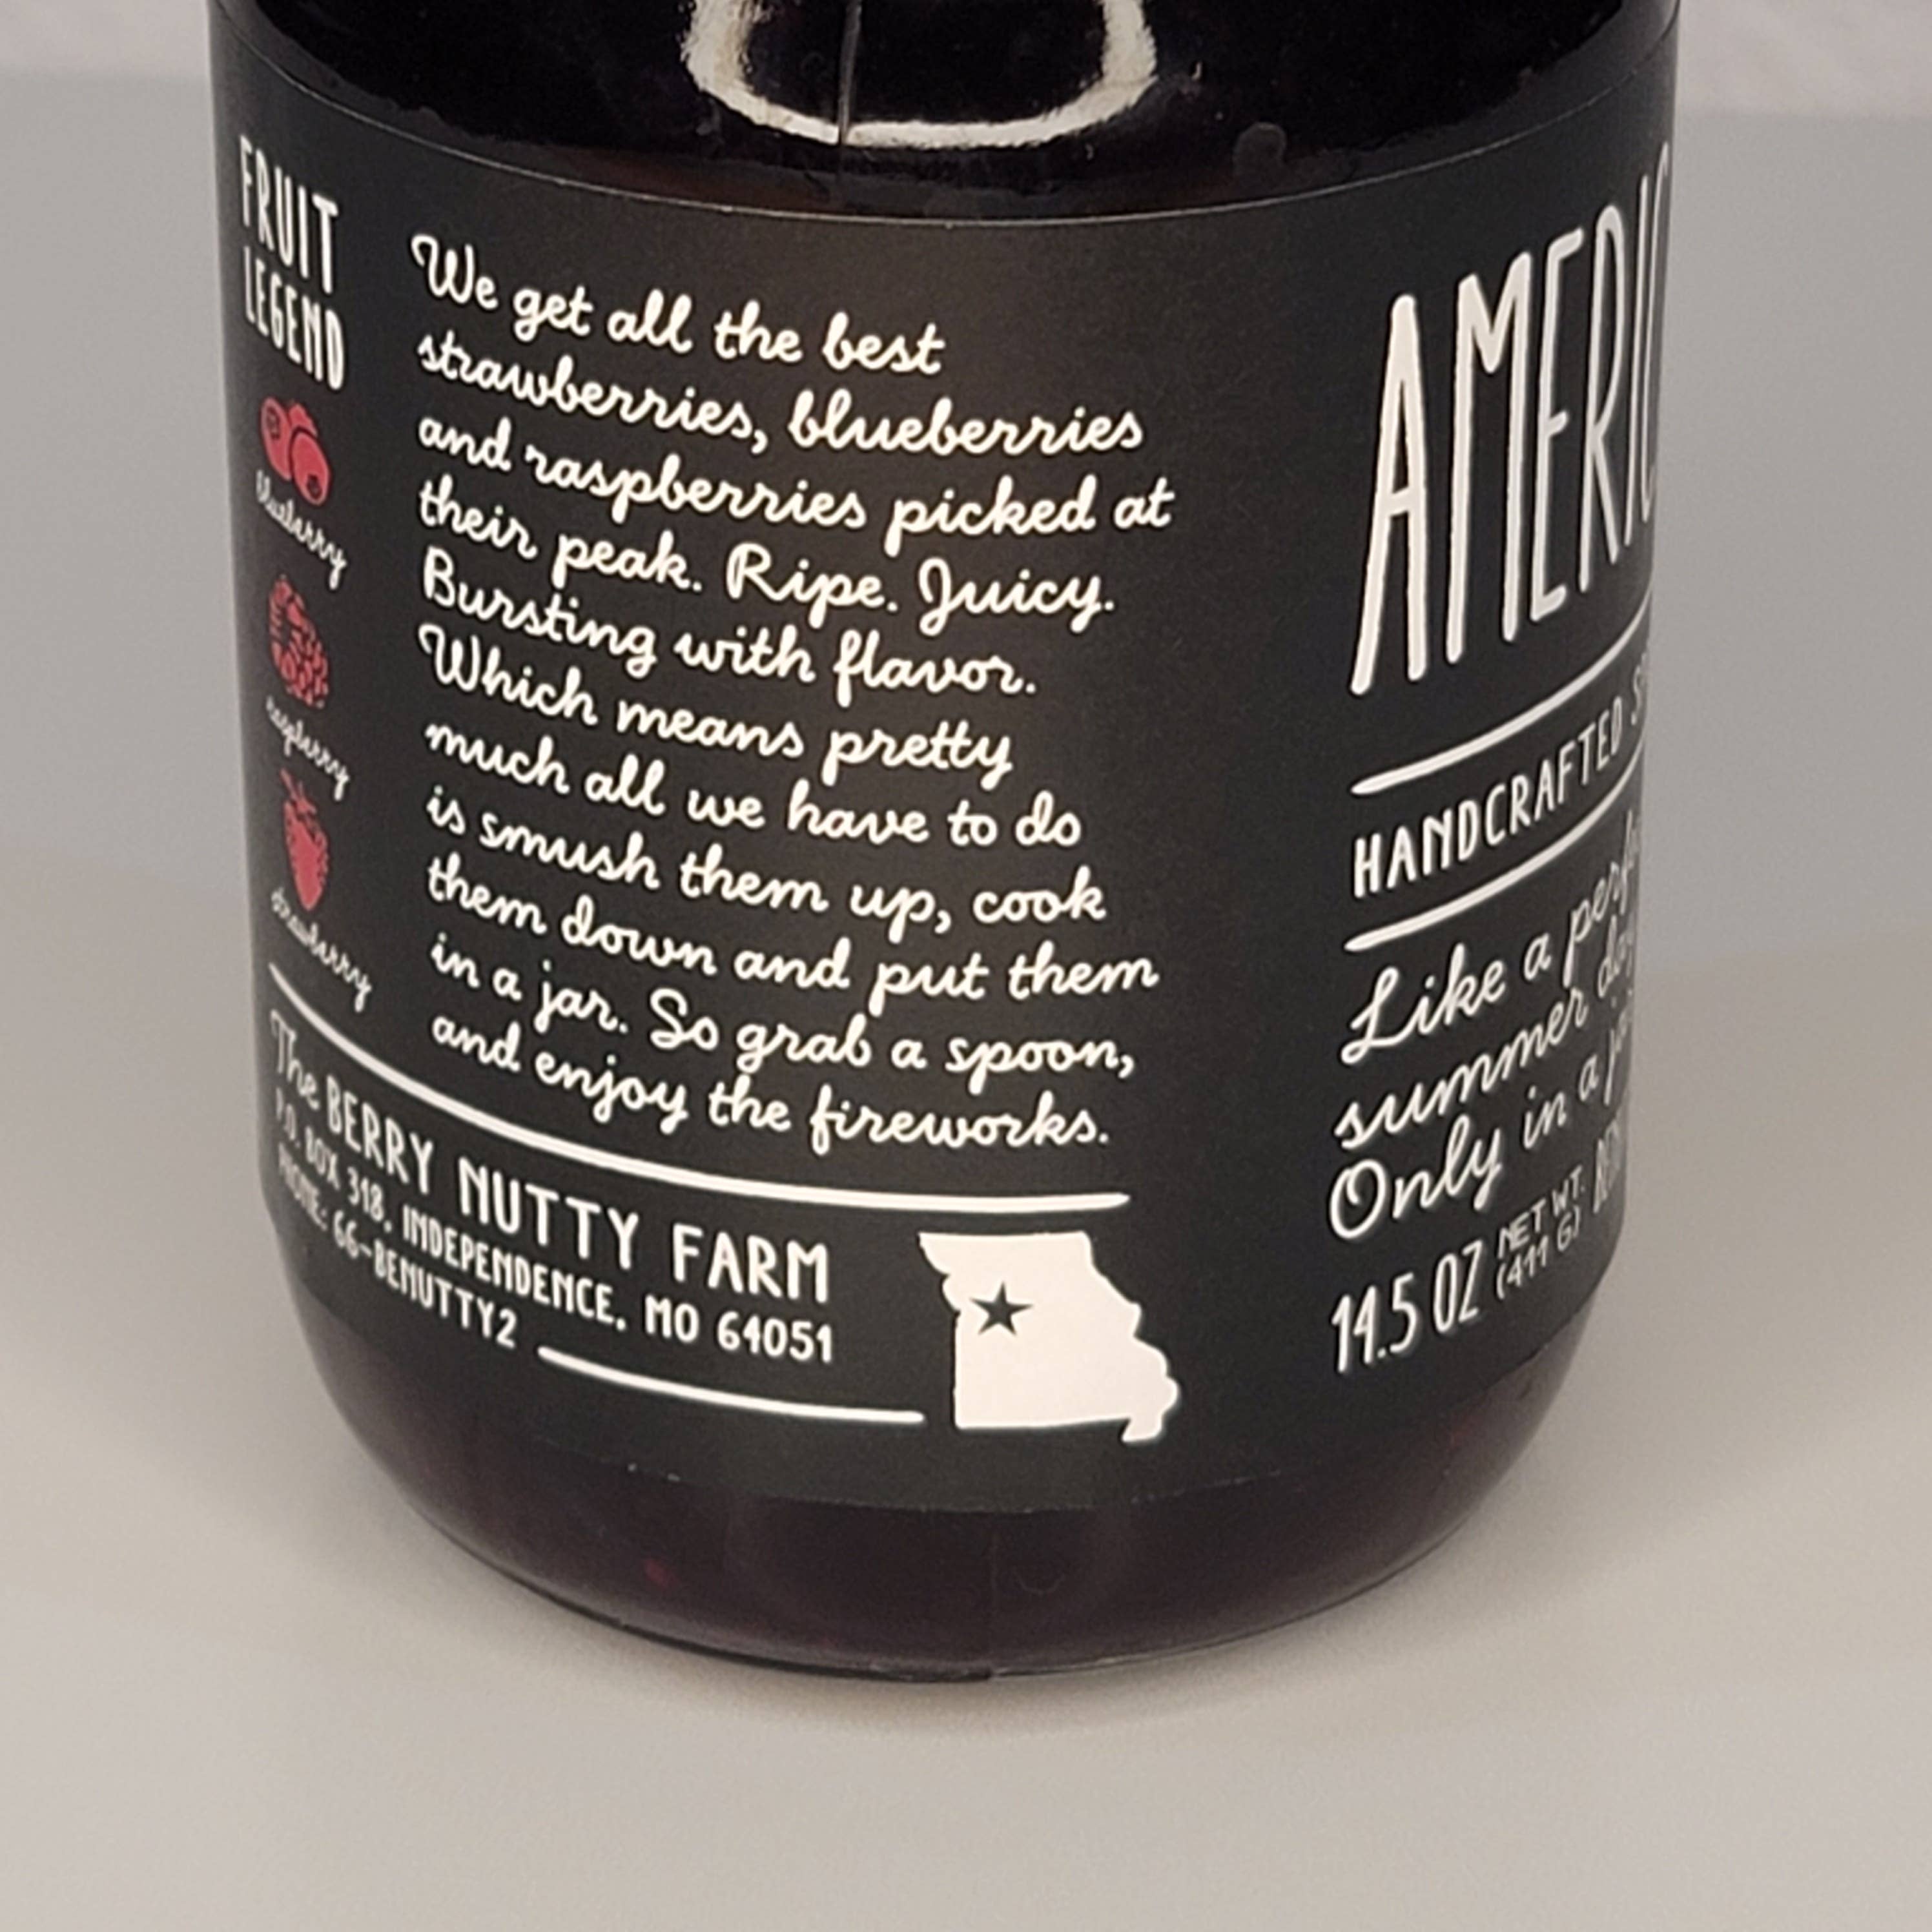 FRUIT
LEGEND
blueberry
raspberry
strawberry
We get all the best
strawberries, blueberries
and raspberries picked at
their peak. Ripe. Juicy.
Bursting with flavor.
Which means pretty
much all we have to do
is smush them up, cook
them down and put them
in a jar. So grab a spoon,
and enjoy the fireworks.
The BERRY NUTTY FARM
P.O. BOX 318, INDEPENDENCE, MO 64051
PHONE: 66-BENUTTY2
AMERIC
HANDCRAFTED
Like a
summer
Only in a
14.5 OZ NET WT.
(411 G)